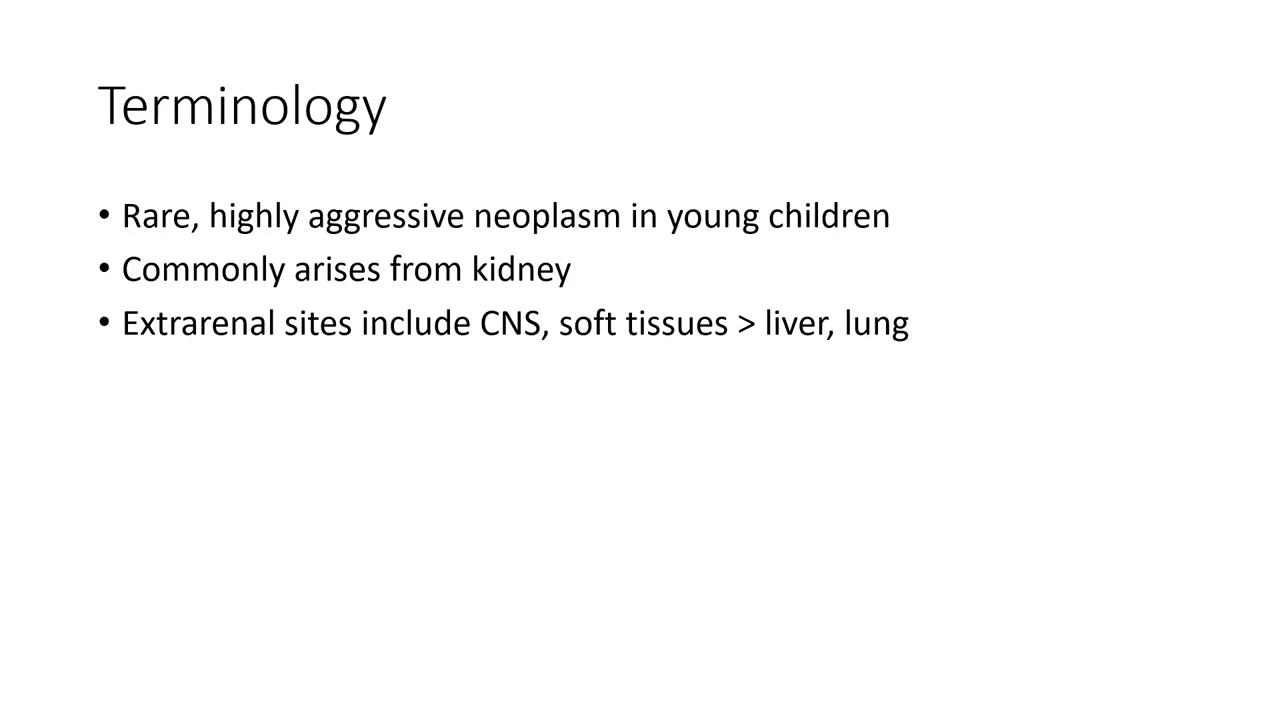 Terminology
• Rare, highly aggressive neoplasm in young children
• Commonly arises from kidney
• Extrarenal sites include CNS, soft tissues > liver, lung